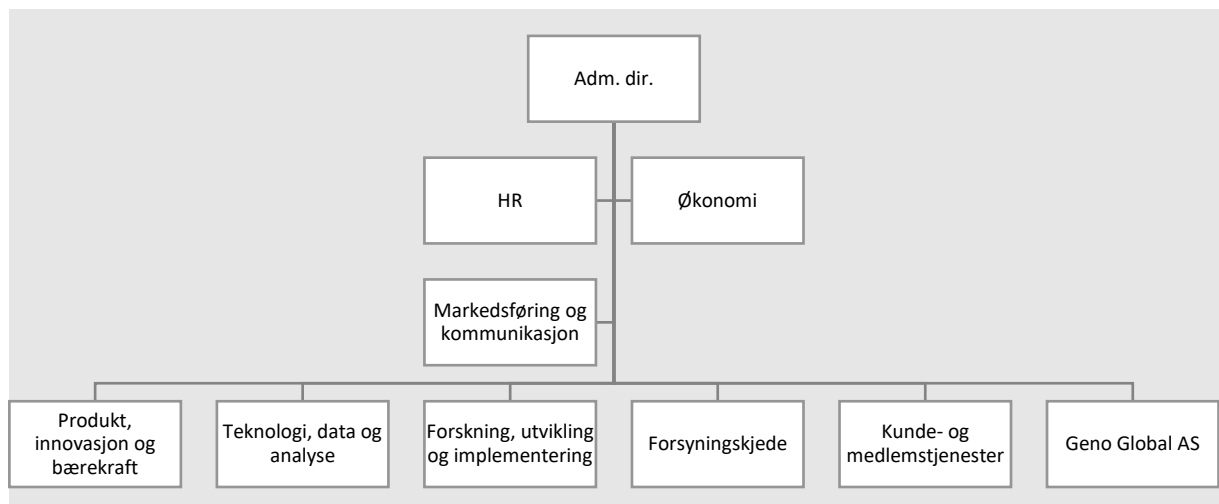 Adm. dir.
HR
Økonomi
Markedsføring og
kommunikasjon
Produkt,
innovasjon og
bærekraft
Teknologi, data og
analyse
Forskning, utvikling
og implementering
Forsyningskjede
Kunde- og
medlemstjenester
Geno Global AS